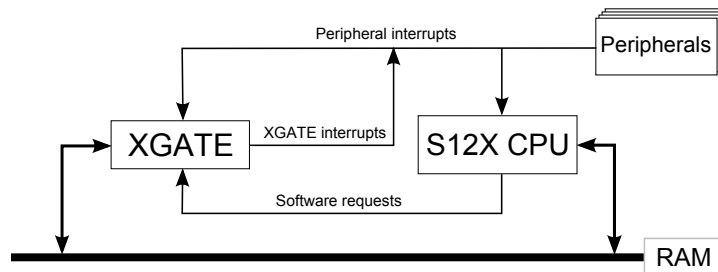 Peripheral interrupts
Peripherals
XGATE
XGATE interrupts
S12X CPU
Software requests
RAM